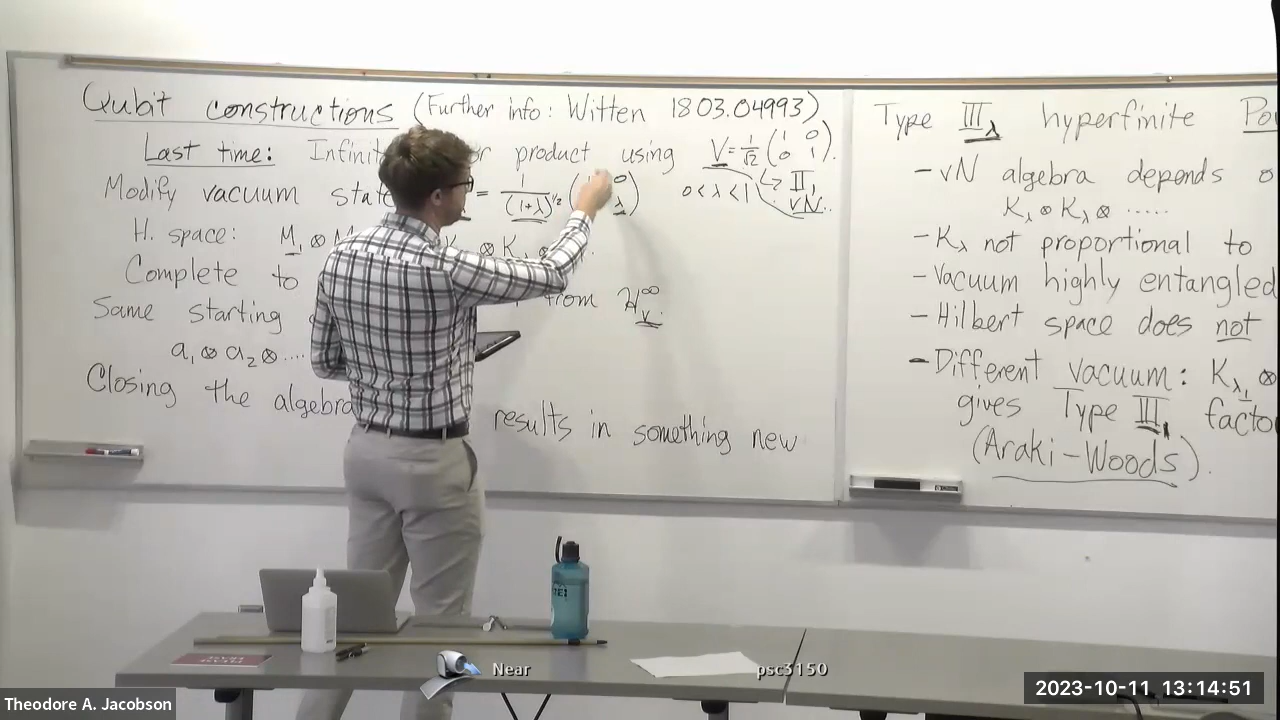 Qubit constructions (Further info: Witten 1803.04993)
Last time: Infinit or product using V = 1/√2 (1 0 0 1).
Modify vacuum stat = 1/(1+λ)^1/2 ( 0 λ) 0<λ<1 → II₁ vN.
H. space: M₁ ⊗ M K ⊗ K ⊗
Complete to from H_V^∞.
Same starting
a₁ ⊗ a₂ ⊗ ....
Closing the algebra results in something new
Type III_λ hyperfinite Po
- vN algebra depends o
K_λ ⊗ K_λ ⊗ .....
- K_λ not proportional to
- Vacuum highly entangled
- Hilbert space does not
- Different vacuum: K_λ₁ ⊗
gives Type III₁ facto
(Araki-Woods).
Near
psc3150
2023-10-11 13:14:51
Theodore A. Jacobson